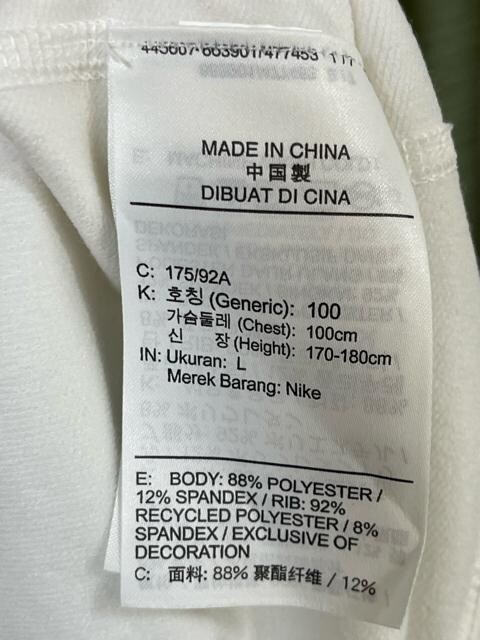 MADE IN CHINA
中国製
DIBUAT DI CINA
C: 175/92A
K: 호칭 (Generic): 100
가슴둘레 (Chest): 100cm
신 장 (Height): 170-180cm
IN: Ukuran: L
Merek Barang: Nike
E: BODY: 88% POLYESTER /
12% SPANDEX / RIB: 92%
RECYCLED POLYESTER / 8%
SPANDEX / EXCLUSIVE OF
DECORATION
C: 面料: 88% 聚酯纤维 / 12%